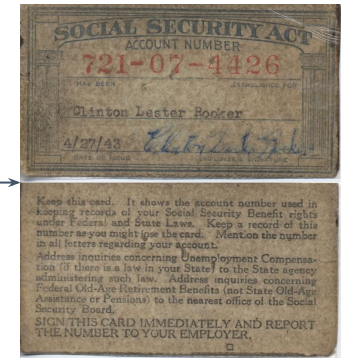 SOCIAL SECURITY ACT
ACCOUNT NUMBER
721-07-4426
HAS BEEN ESTABLISHED FOR
Clinton Lester Booker
4/27/43
DATE OF ISSUE EMPLOYEE'S SIGNATURE
Keep this card. It shows the account number used in
keeping records of your Social Security Benefit rights
under Federal and State Laws. Keep a record of this
number as you might lose the card. Mention the number
in all letters regarding your account.
Address inquiries concerning Unemployment Compensa-
tion (if there is a law in your State) to the State agency
administering such law. Address inquiries concerning
Federal Old-Age Retirement Benefits (not State Old-Age
Assistance or Pensions) to the nearest office of the Social
Security Board.
SIGN THIS CARD IMMEDIATELY AND REPORT
THE NUMBER TO YOUR EMPLOYER.